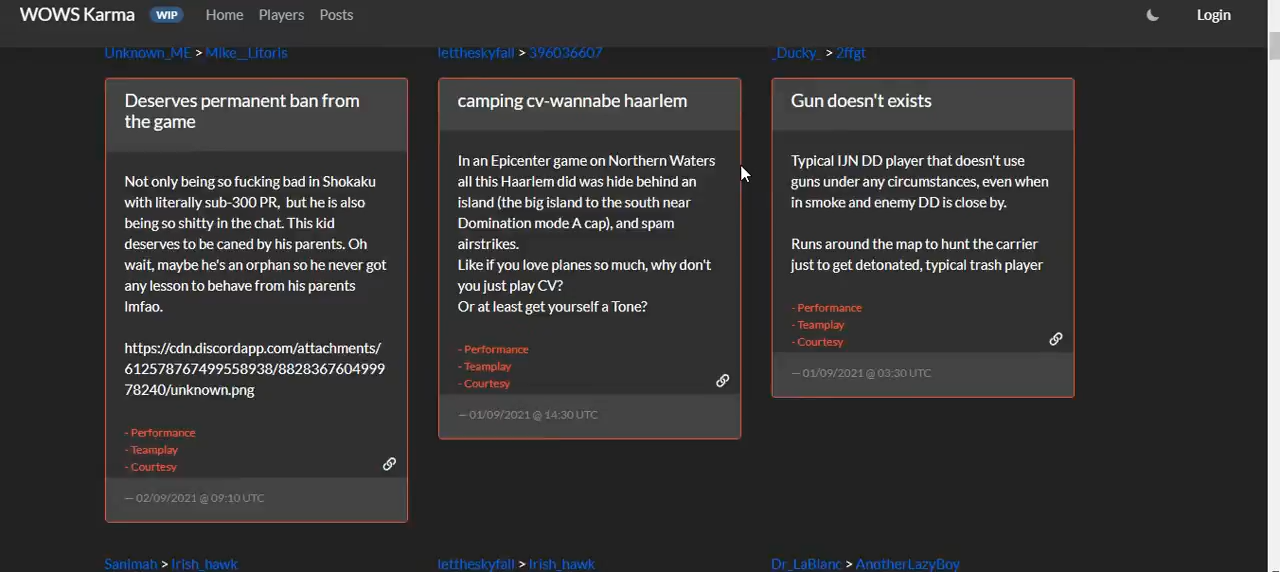 WOWS Karma WIP Home Players Posts Login
Unknown_ME > Mike__Litoris
Deserves permanent ban from
the game
Not only being so fucking bad in Shokaku
with literally sub-300 PR, but he is also
being so shitty in the chat. This kid
deserves to be caned by his parents. Oh
wait, maybe he's an orphan so he never got
any lesson to behave from his parents
lmfao.
https://cdn.discordapp.com/attachments/
612578767499558938/8828367604999
78240/unknown.png
- Performance
- Teamplay
- Courtesy
— 02/09/2021 @ 09:10 UTC
lettheskyfall > 396036607
camping cv-wannabe haarlem
In an Epicenter game on Northern Waters
all this Haarlem did was hide behind an
island (the big island to the south near
Domination mode A cap), and spam
airstrikes.
Like if you love planes so much, why don't
you just play CV?
Or at least get yourself a Tone?
- Performance
- Teamplay
- Courtesy
— 01/09/2021 @ 14:30 UTC
_Ducky_ > 2ffgt
Gun doesn't exists
Typical IJN DD player that doesn't use
guns under any circumstances, even when
in smoke and enemy DD is close by.
Runs around the map to hunt the carrier
just to get detonated, typical trash player
- Performance
- Teamplay
- Courtesy
— 01/09/2021 @ 03:30 UTC
Sanimah > Irish_hawk
lettheskyfall > Irish_hawk
Dr_LaBlanc > AnotherLazyBoy